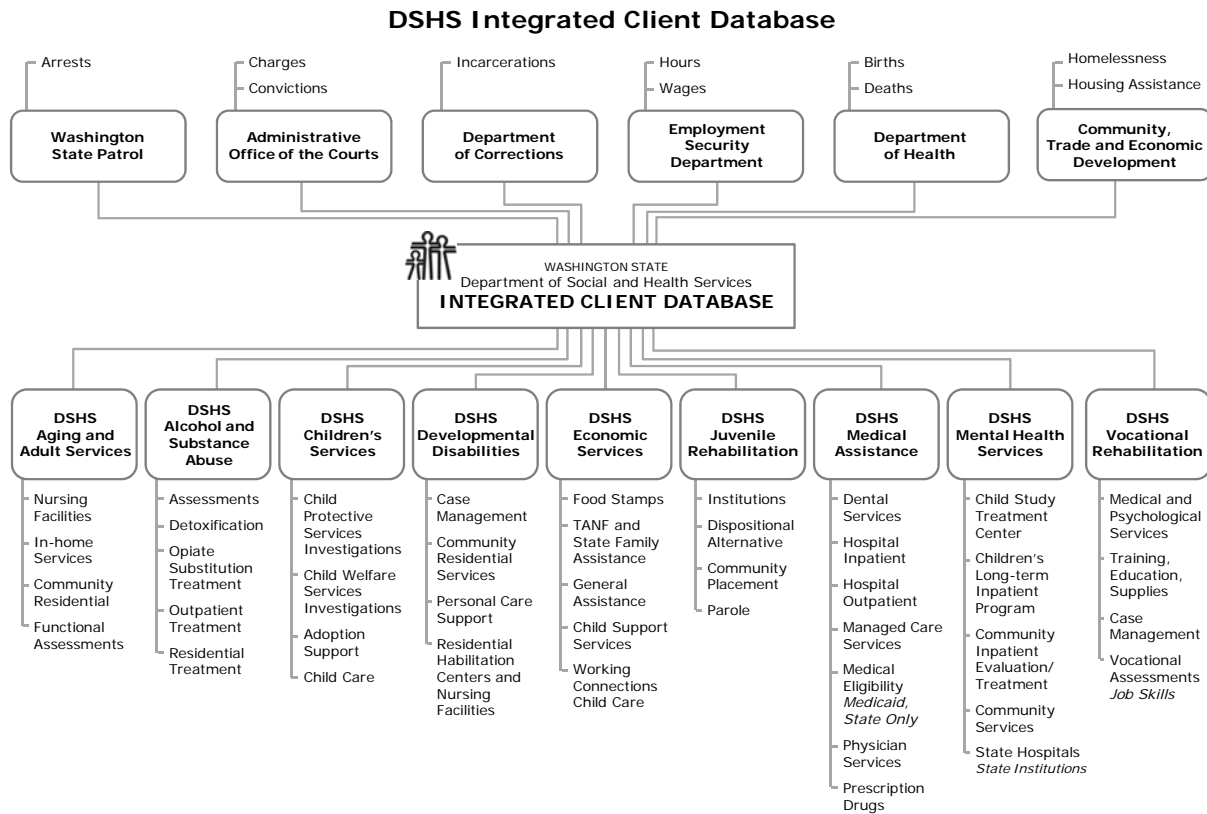 DSHS Integrated Client Database
Arrests
Washington
State Patrol
Charges
Convictions
Administrative
Office of the Courts
Incarcerations
Department
of Corrections
Hours
Wages
Employment
Security
Department
Births
Deaths
Department
of Health
Homelessness
Housing Assistance
Community,
Trade and Economic
Development
WASHINGTON STATE
Department of Social and Health Services
INTEGRATED CLIENT DATABASE
DSHS
Aging and
Adult Services
Nursing
Facilities
In-home
Services
Community
Residential
Functional
Assessments
DSHS
Alcohol and
Substance
Abuse
Assessments
Detoxification
Opiate
Substitution
Treatment
Outpatient
Treatment
Residential
Treatment
DSHS
Children's
Services
Child
Protective
Services
Investigations
Child Welfare
Services
Investigations
Adoption
Support
Child Care
DSHS
Developmental
Disabilities
Case
Management
Community
Residential
Services
Personal Care
Support
Residential
Habilitation
Centers and
Nursing
Facilities
DSHS
Economic
Services
Food Stamps
TANF and
State Family
Assistance
General
Assistance
Child Support
Services
Working
Connections
Child Care
DSHS
Juvenile
Rehabilitation
Institutions
Dispositional
Alternative
Community
Placement
Parole
DSHS
Medical
Assistance
Dental
Services
Hospital
Inpatient
Hospital
Outpatient
Managed Care
Services
Medical
Eligibility
Medicaid,
State Only
Physician
Services
Prescription
Drugs
DSHS
Mental Health
Services
Child Study
Treatment
Center
Children's
Long-term
Inpatient
Program
Community
Inpatient
Evaluation/
Treatment
Community
Services
State Hospitals
State Institutions
DSHS
Vocational
Rehabilitation
Medical and
Psychological
Services
Training,
Education,
Supplies
Case
Management
Vocational
Assessments
Job Skills